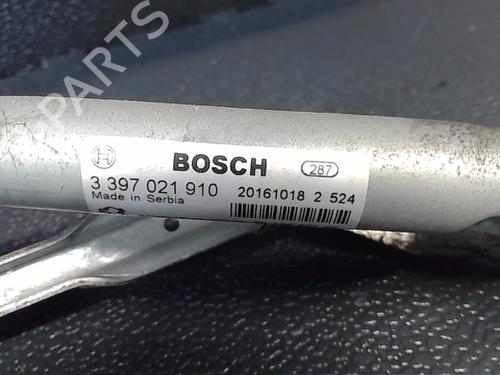 B PARTS
BOSCH
287
3 397 021 910
20161018 2 524
Made in Serbia